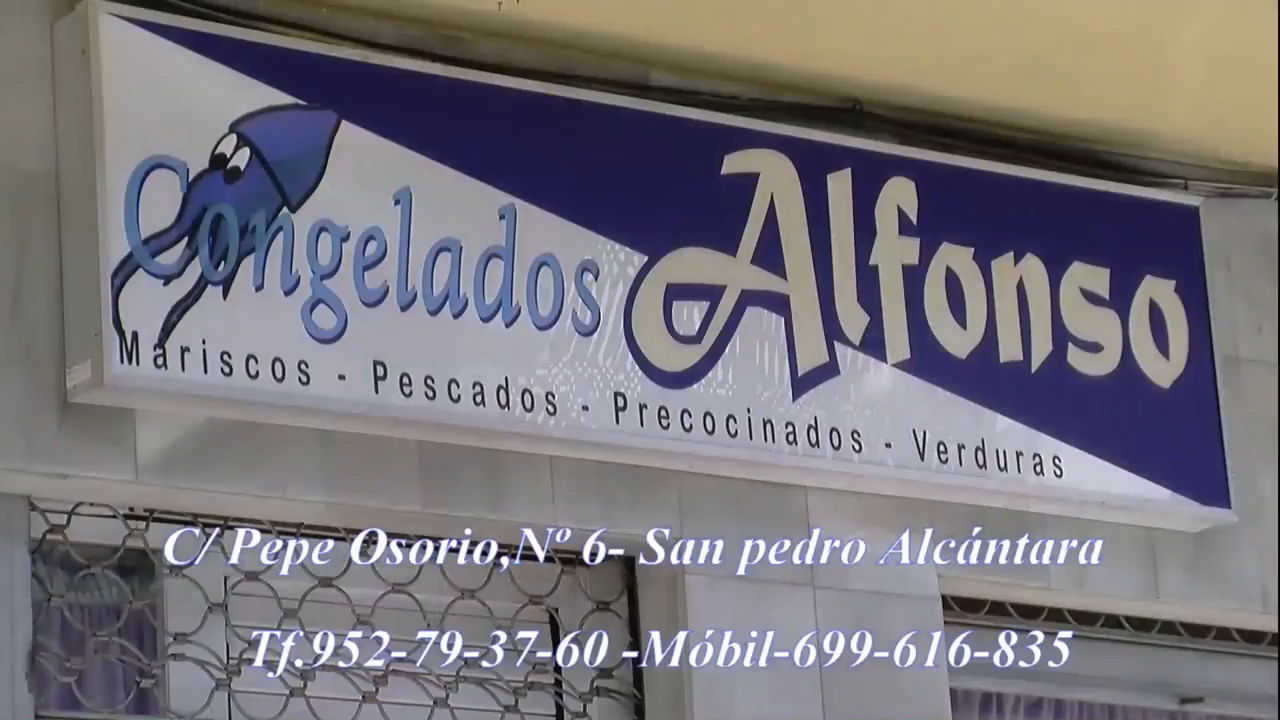 Congelados Alfonso
Mariscos - Pescados - Precocinados - Verduras
C/ Pepe Osorio,Nº 6- San pedro Alcántara
Tf.952-79-37-60 -Móbil-699-616-835